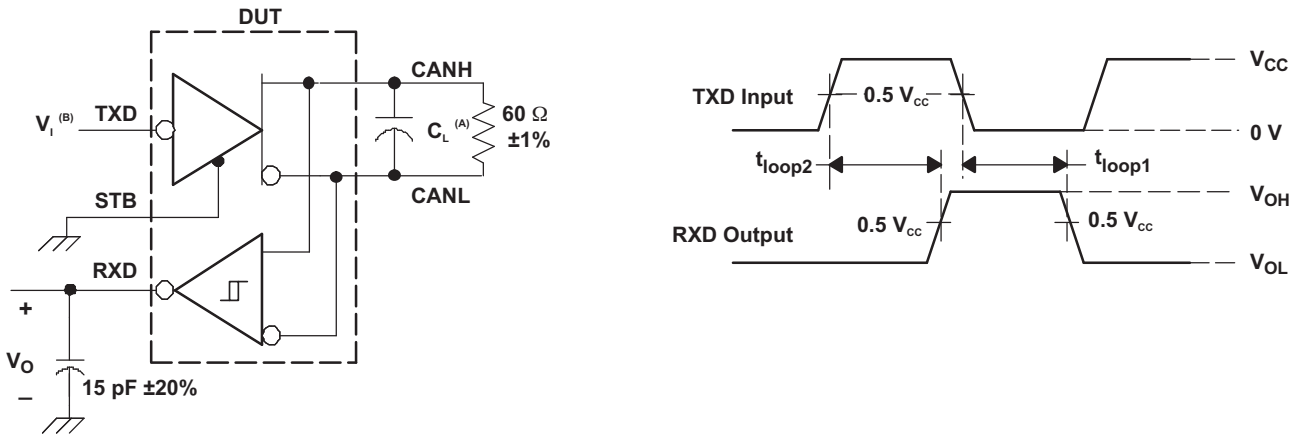 DUT
CANH
TXD
V_I (B)
C_L (A)
60 Ω
±1%
STB
CANL
RXD
+
V_O
15 pF ±20%
–
V_CC
TXD Input
0.5 V_CC
0 V
t_loop2
t_loop1
V_OH
RXD Output
0.5 V_CC
0.5 V_CC
V_OL